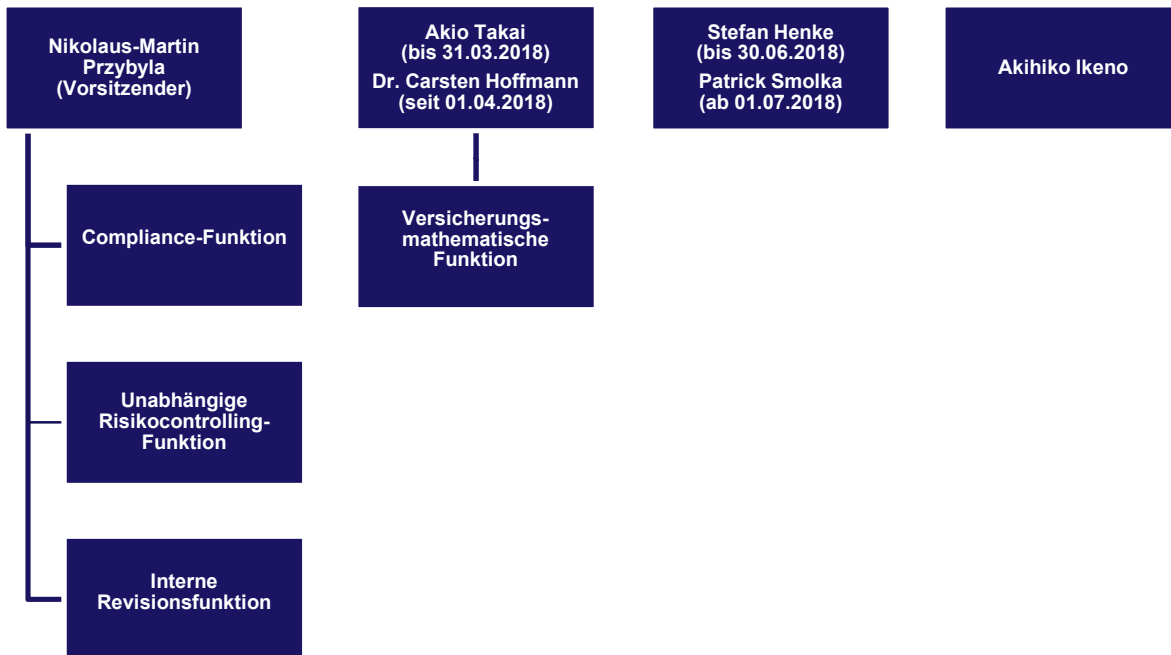 Nikolaus-Martin
Przybyla
(Vorsitzender)
Akio Takai
(bis 31.03.2018)
Dr. Carsten Hoffmann
(seit 01.04.2018)
Stefan Henke
(bis 30.06.2018)
Patrick Smolka
(ab 01.07.2018)
Akihiko Ikeno
Compliance-Funktion
Versicherungs-
mathematische
Funktion
Unabhängige
Risikocontrolling-
Funktion
Interne
Revisionsfunktion